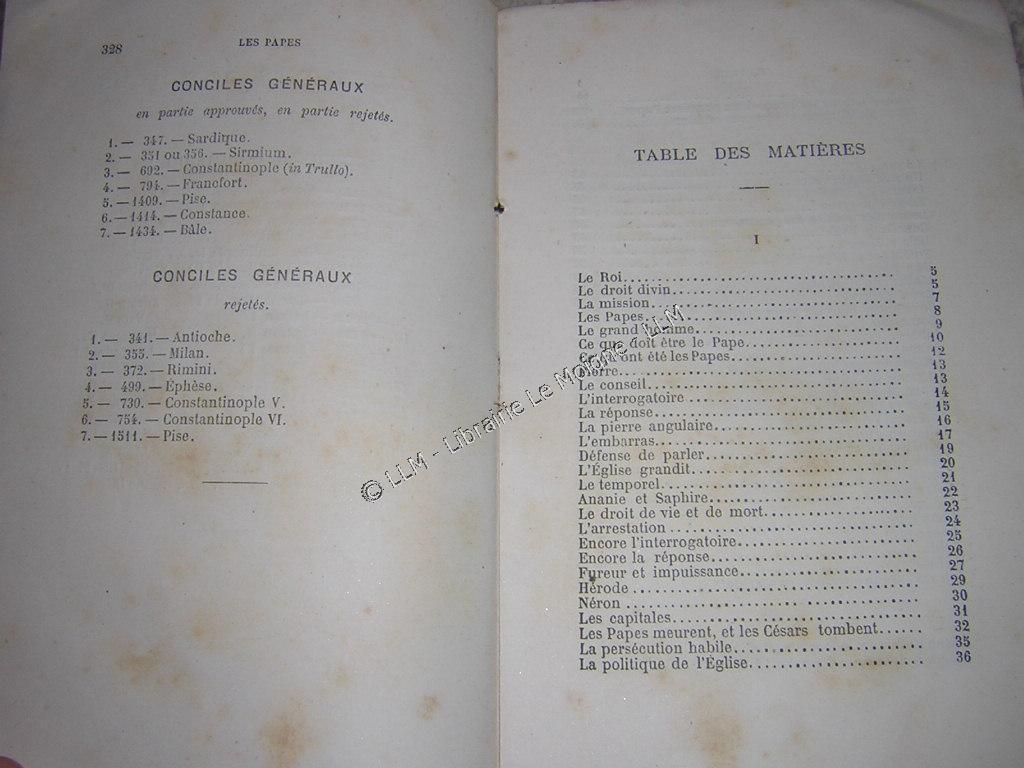 328
LES PAPES
CONCILES GÉNÉRAUX
en partie approuvés, en partie rejetés.
1. — 347. — Sardique.
2. — 351 ou 356. — Sirmium.
3. — 692. — Constantinople (in Trullo).
4. — 794. — Francfort.
5. — 1409. — Pise.
6. — 1414. — Constance.
7. — 1434. — Bâle.
CONCILES GÉNÉRAUX
rejetés.
1. — 341. — Antioche.
2. — 355. — Milan.
3. — 372. — Rimini.
4. — 499. — Éphèse.
5. — 730. — Constantinople V.
6. — 754. — Constantinople VI.
7. — 1511. — Pise.
TABLE DES MATIÈRES
I
Le Roi 5
Le droit divin 5
La mission 7
Les Papes 8
Le grand homme 9
Ce que doit être le Pape 10
Ce ont été les Papes 12
Pierre 13
Le conseil 13
L'interrogatoire 14
La réponse 15
La pierre angulaire 16
L'embarras 17
Défense de parler 19
L'Église grandit 20
Le temporel 21
Ananie et Saphire 22
Le droit de vie et de mort 23
L'arrestation 24
Encore l'interrogatoire 25
Encore la réponse 26
Fureur et impuissance 27
Hérode 29
Néron 30
Les capitales 31
Les Papes meurent, et les Césars tombent 32
La persécution habile 35
La politique de l'Église 36
© LLM - Librairie Le Moigne LLM